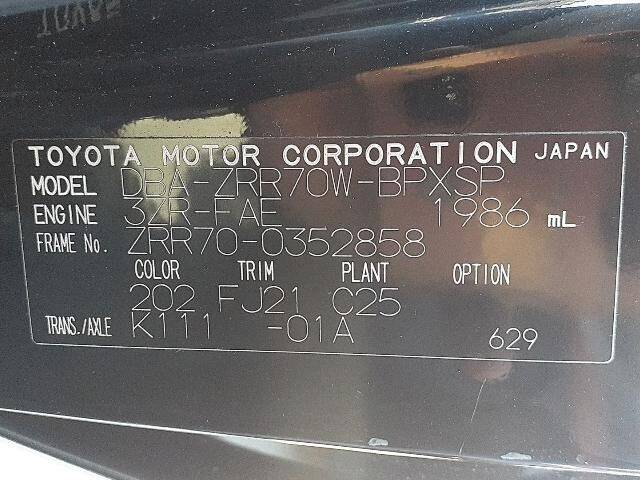 TOYOTA MOTOR CORPORATION JAPAN
MODEL DBA-ZRR70W-BPXSP
ENGINE 3ZR-FAE 1986 mL
FRAME No. ZRR70-0352858
COLOR TRIM PLANT OPTION
202 FJ21 C25
TRANS./AXLE K111 -01A 629